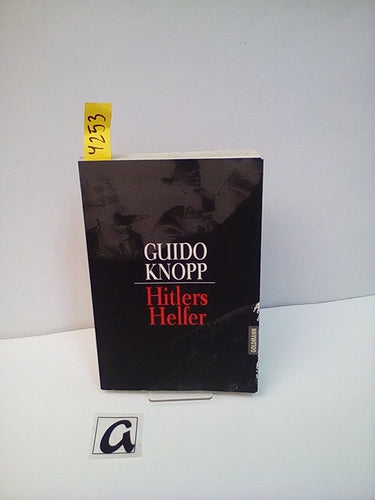 4253
GUIDO
KNOPP
Hitlers
Helfer
GOLDMANN
a